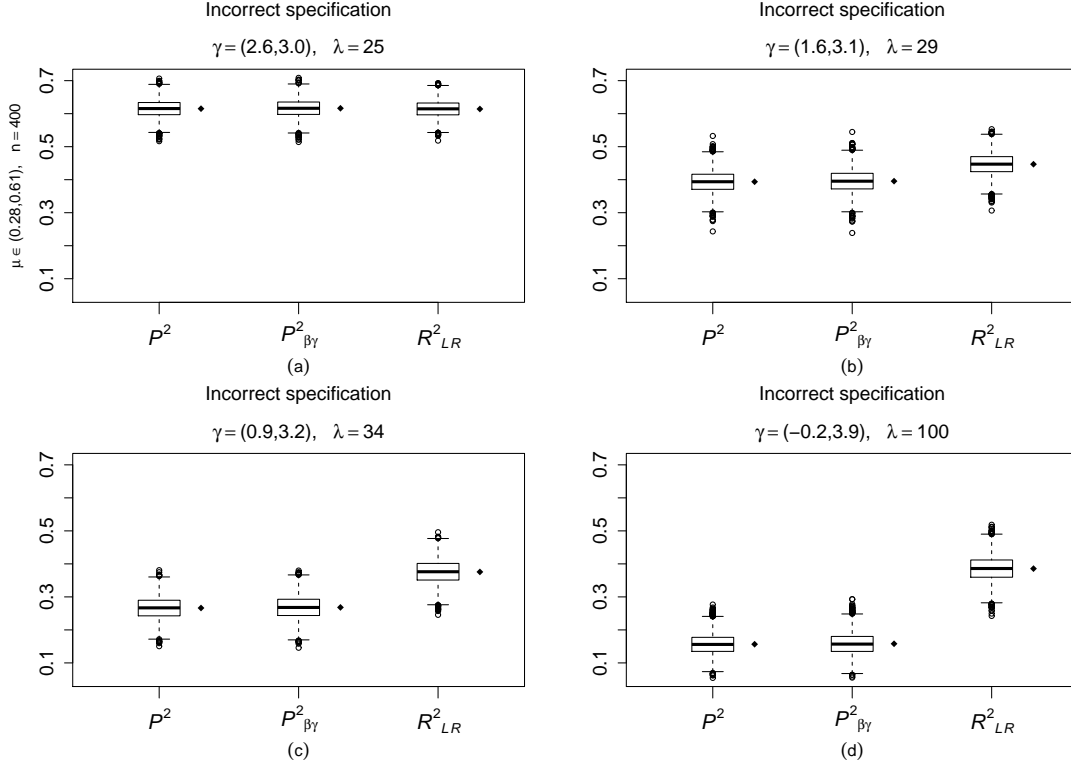 Incorrect specification
γ = (2.6,3.0), λ = 25
μ ∈ (0.28,0.61), n = 400
0.7
0.5
0.3
0.1
P² P²βγ R²LR
(a)
Incorrect specification
γ = (1.6,3.1), λ = 29
0.7
0.5
0.3
0.1
P² P²βγ R²LR
(b)
Incorrect specification
γ = (0.9,3.2), λ = 34
0.7
0.5
0.3
0.1
P² P²βγ R²LR
(c)
Incorrect specification
γ = (−0.2,3.9), λ = 100
0.7
0.5
0.3
0.1
P² P²βγ R²LR
(d)